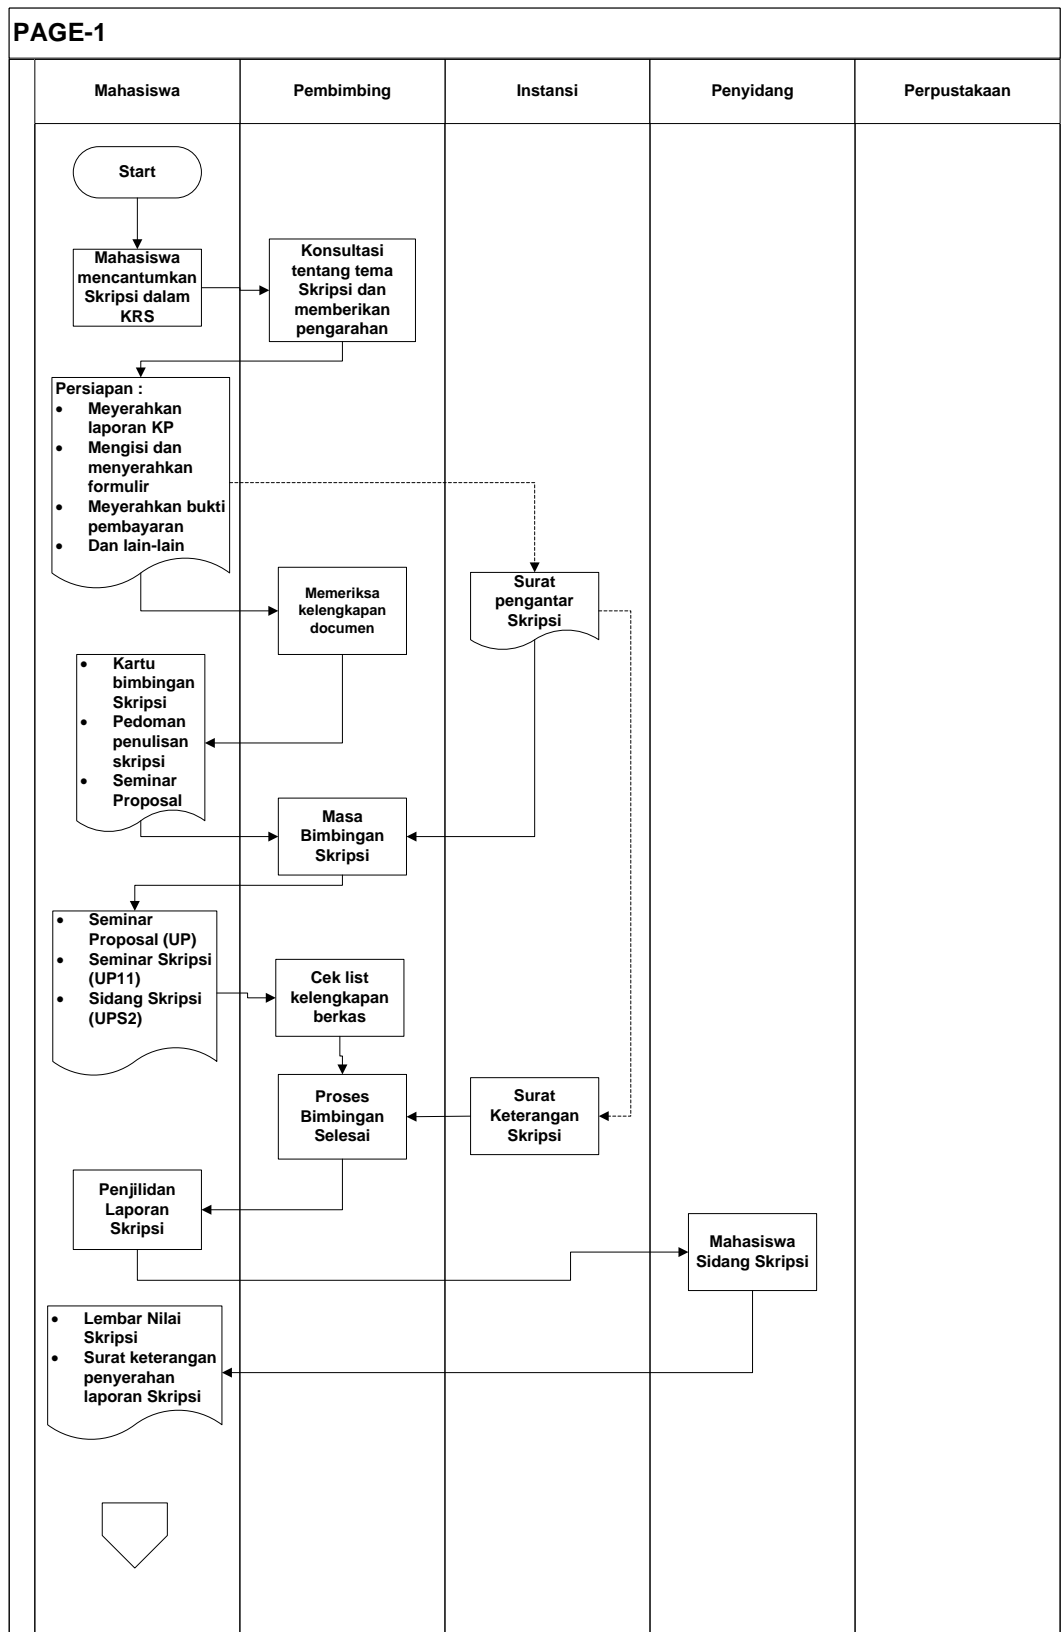 PAGE-1
Mahasiswa
Pembimbing
Instansi
Penyidang
Perpustakaan
Start
Mahasiswa
mencantumkan
Skripsi dalam
KRS
Konsultasi
tentang tema
Skripsi dan
memberikan
pengarahan
Persiapan :
• Meyerahkan
laporan KP
• Mengisi dan
menyerahkan
formulir
• Meyerahkan bukti
pembayaran
• Dan lain-lain
Memeriksa
kelengkapan
documen
Surat
pengantar
Skripsi
• Kartu
bimbingan
Skripsi
• Pedoman
penulisan
skripsi
• Seminar
Proposal
Masa
Bimbingan
Skripsi
• Seminar
Proposal (UP)
• Seminar Skripsi
(UP11)
• Sidang Skripsi
(UPS2)
Cek list
kelengkapan
berkas
Proses
Bimbingan
Selesai
Surat
Keterangan
Skripsi
Penjilidan
Laporan
Skripsi
Mahasiswa
Sidang Skripsi
• Lembar Nilai
Skripsi
• Surat keterangan
penyerahan
laporan Skripsi